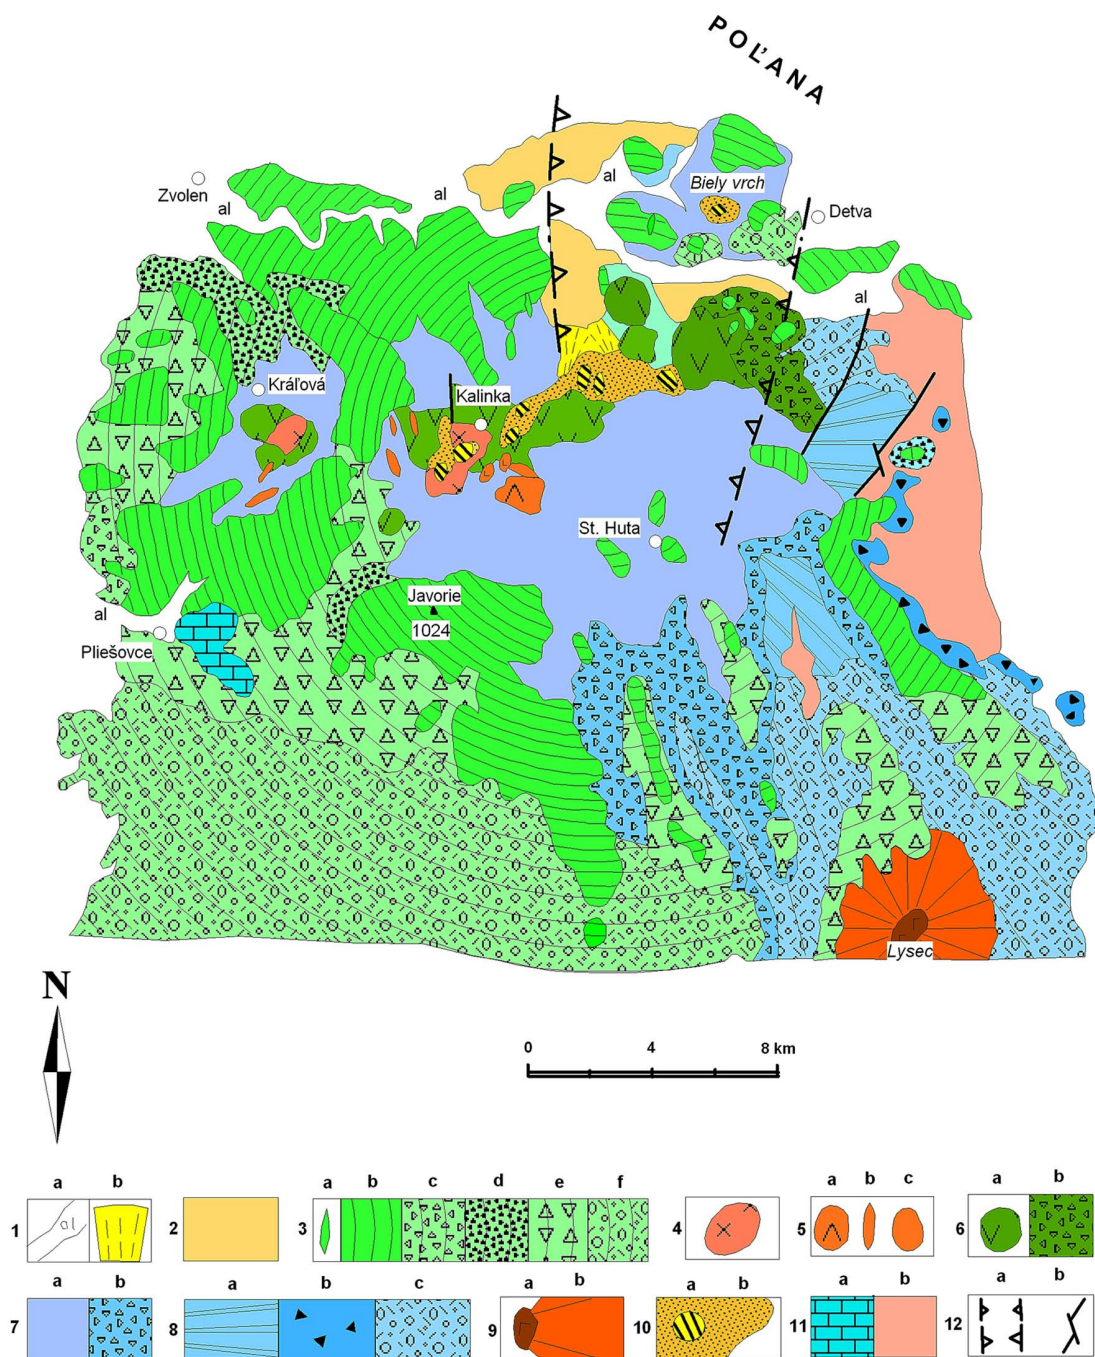 POĽANA
Zvolen
al
al
Biely vrch
Detva
al
Kráľová
Kalinka
St. Huta
al
Javorie
1024
Pliešovce
Lysec
N
0 4 8 km
a b a b c d e f a b c a b
1 al 2 3 4 5 6
a b a b c a b a b a b a b
7 8 9 10 11 12